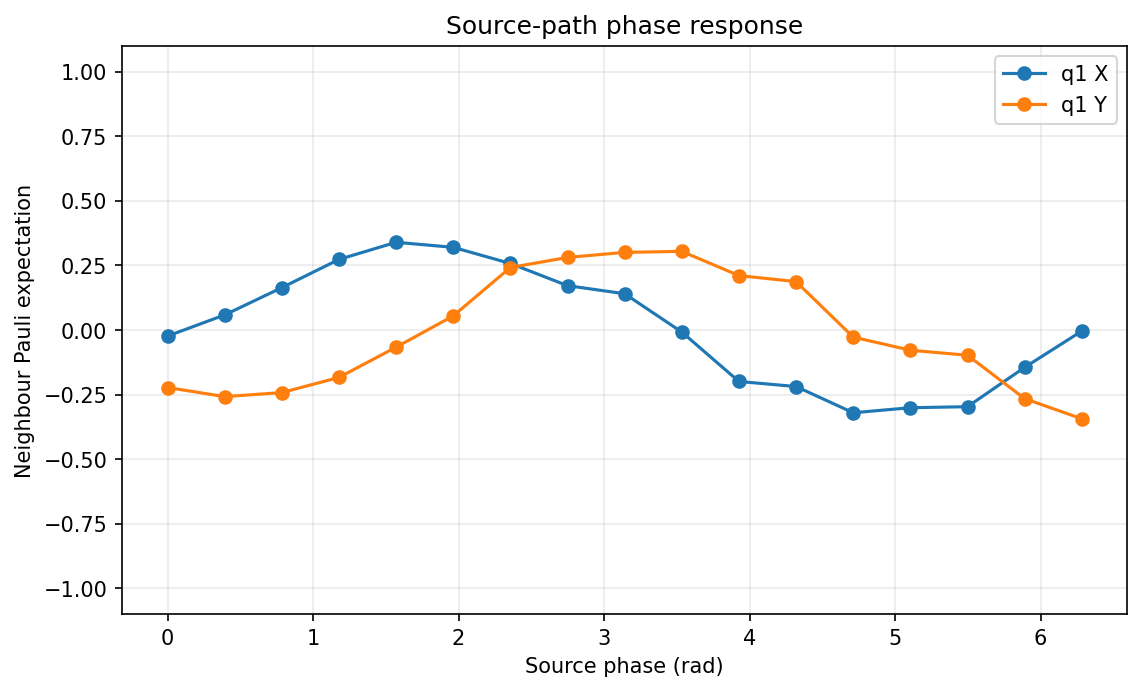 Source-path phase response
q1 X
q1 Y
Neighbour Pauli expectation
1.00
0.75
0.50
0.25
0.00
−0.25
−0.50
−0.75
−1.00
0 1 2 3 4 5 6
Source phase (rad)